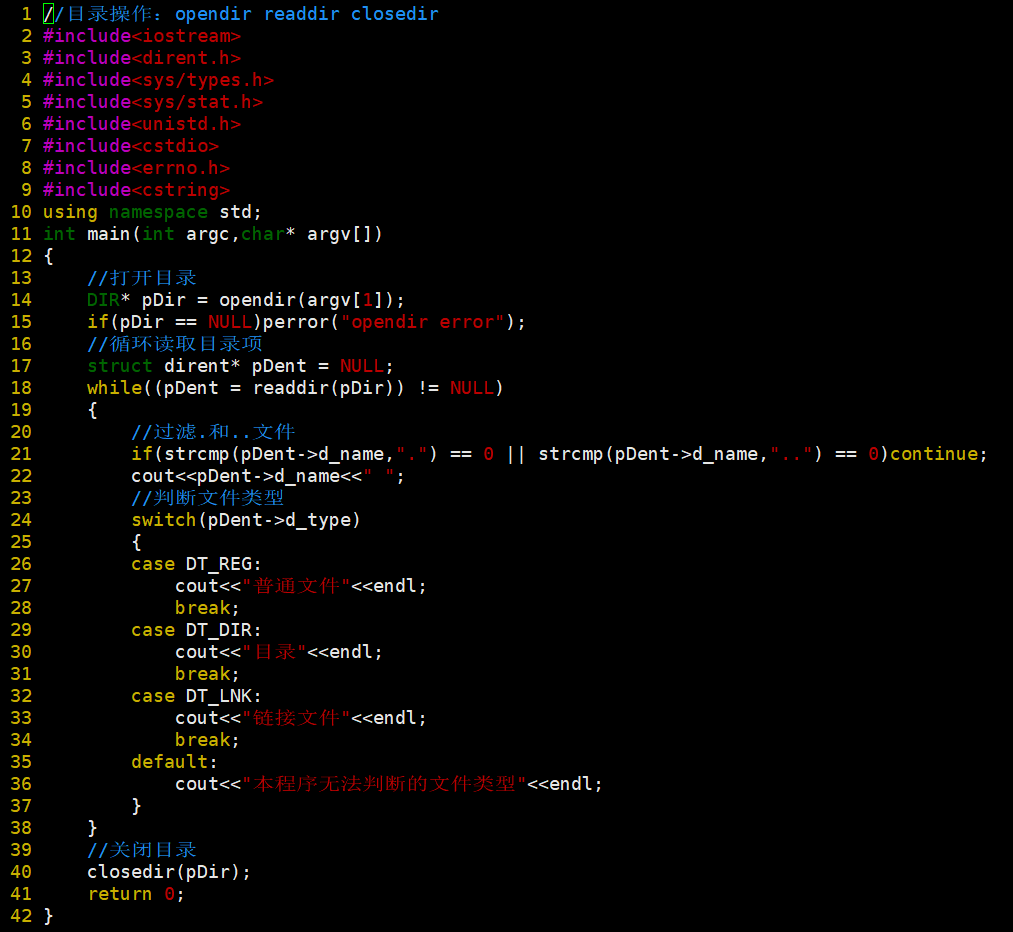 1 //目录操作：opendir readdir closedir
2 #include<iostream>
3 #include<dirent.h>
4 #include<sys/types.h>
5 #include<sys/stat.h>
6 #include<unistd.h>
7 #include<cstdio>
8 #include<errno.h>
9 #include<cstring>
10 using namespace std;
11 int main(int argc,char* argv[])
12 {
13     //打开目录
14     DIR* pDir = opendir(argv[1]);
15     if(pDir == NULL)perror("opendir error");
16     //循环读取目录项
17     struct dirent* pDent = NULL;
18     while((pDent = readdir(pDir)) != NULL)
19     {
20         //过滤.和..文件
21         if(strcmp(pDent->d_name,".") == 0 || strcmp(pDent->d_name,"..") == 0)continue;
22         cout<<pDent->d_name<<" ";
23         //判断文件类型
24         switch(pDent->d_type)
25         {
26         case DT_REG:
27             cout<<"普通文件"<<endl;
28             break;
29         case DT_DIR:
30             cout<<"目录"<<endl;
31             break;
32         case DT_LNK:
33             cout<<"链接文件"<<endl;
34             break;
35         default:
36             cout<<"本程序无法判断的文件类型"<<endl;
37         }
38     }
39     //关闭目录
40     closedir(pDir);
41     return 0;
42 }